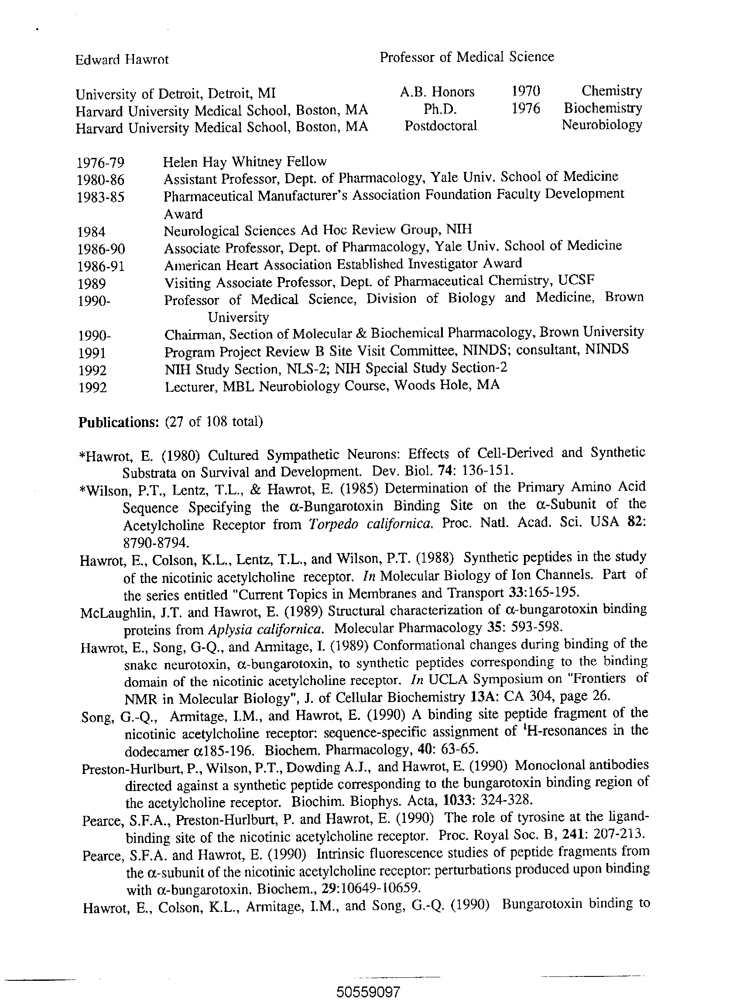 Edward Hawrot Professor of Medical Science
University of Detroit, Detroit, MI A.B. Honors 1970 Chemistry
Harvard University Medical School, Boston, MA Ph.D. 1976 Biochemistry
Harvard University Medical School, Boston, MA Postdoctoral Neurobiology
1976-79 Helen Hay Whitney Fellow
1980-86 Assistant Professor, Dept. of Pharmacology, Yale Univ. School of Medicine
1983-85 Pharmaceutical Manufacturer's Association Foundation Faculty Development
Award
1984 Neurological Sciences Ad Hoc Review Group, NIH
1986-90 Associate Professor, Dept. of Pharmacology, Yale Univ. School of Medicine
1986-91 American Heart Association Established Investigator Award
1989 Visiting Associate Professor, Dept. of Pharmaceutical Chemistry, UCSF
1990- Professor of Medical Science, Division of Biology and Medicine, Brown
University
1990- Chairman, Section of Molecular & Biochemical Pharmacology, Brown University
1991 Program Project Review B Site Visit Committee, NINDS; consultant, NINDS
1992 NIH Study Section, NLS-2; NIH Special Study Section-2
1992 Lecturer, MBL Neurobiology Course, Woods Hole, MA
Publications: (27 of 108 total)
*Hawrot, E. (1980) Cultured Sympathetic Neurons: Effects of Cell-Derived and Synthetic
Substrata on Survival and Development. Dev. Biol. 74: 136-151.
*Wilson, P.T., Lentz, T.L., & Hawrot, E. (1985) Determination of the Primary Amino Acid
Sequence Specifying the α-Bungarotoxin Binding Site on the α-Subunit of the
Acetylcholine Receptor from Torpedo californica. Proc. Natl. Acad. Sci. USA 82:
8790-8794.
Hawrot, E., Colson, K.L., Lentz, T.L., and Wilson, P.T. (1988) Synthetic peptides in the study
of the nicotinic acetylcholine receptor. In Molecular Biology of Ion Channels. Part of
the series entitled "Current Topics in Membranes and Transport 33:165-195.
McLaughlin, J.T. and Hawrot, E. (1989) Structural characterization of α-bungarotoxin binding
proteins from Aplysia californica. Molecular Pharmacology 35: 593-598.
Hawrot, E., Song, G-Q., and Armitage, I. (1989) Conformational changes during binding of the
snake neurotoxin, α-bungarotoxin, to synthetic peptides corresponding to the binding
domain of the nicotinic acetylcholine receptor. In UCLA Symposium on "Frontiers of
NMR in Molecular Biology", J. of Cellular Biochemistry 13A: CA 304, page 26.
Song, G.-Q., Armitage, I.M., and Hawrot, E. (1990) A binding site peptide fragment of the
nicotinic acetylcholine receptor: sequence-specific assignment of ¹H-resonances in the
dodecamer α185-196. Biochem. Pharmacology, 40: 63-65.
Preston-Hurlburt, P., Wilson, P.T., Dowding A.J., and Hawrot, E. (1990) Monoclonal antibodies
directed against a synthetic peptide corresponding to the bungarotoxin binding region of
the acetylcholine receptor. Biochim. Biophys. Acta, 1033: 324-328.
Pearce, S.F.A., Preston-Hurlburt, P. and Hawrot, E. (1990) The role of tyrosine at the ligand-
binding site of the nicotinic acetylcholine receptor. Proc. Royal Soc. B, 241: 207-213.
Pearce, S.F.A. and Hawrot, E. (1990) Intrinsic fluorescence studies of peptide fragments from
the α-subunit of the nicotinic acetylcholine receptor: perturbations produced upon binding
with α-bungarotoxin. Biochem., 29:10649-10659.
Hawrot, E., Colson, K.L., Armitage, I.M., and Song, G.-Q. (1990) Bungarotoxin binding to
50559097